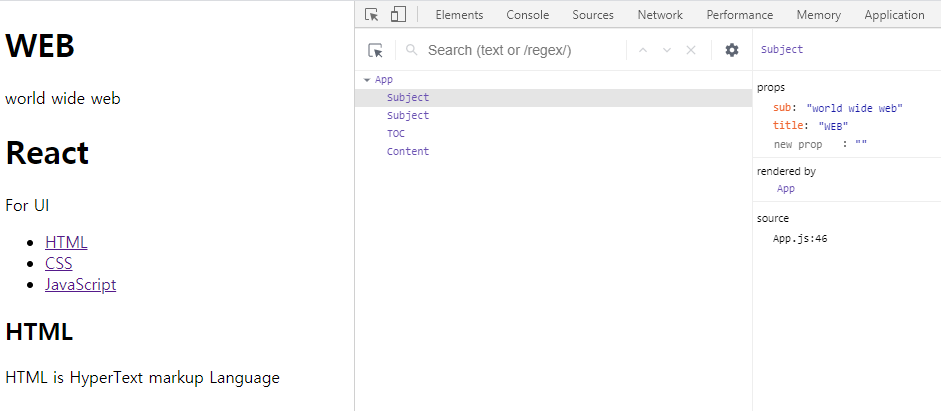 WEB
world wide web
React
For UI
HTML
CSS
JavaScript
HTML
HTML is HyperText markup Language
Elements Console Sources Network Performance Memory Application
Search (text or /regex/)
App
Subject
Subject
TOC
Content
Subject
props
sub: "world wide web"
title: "WEB"
new prop : ""
rendered by
App
source
App.js:46